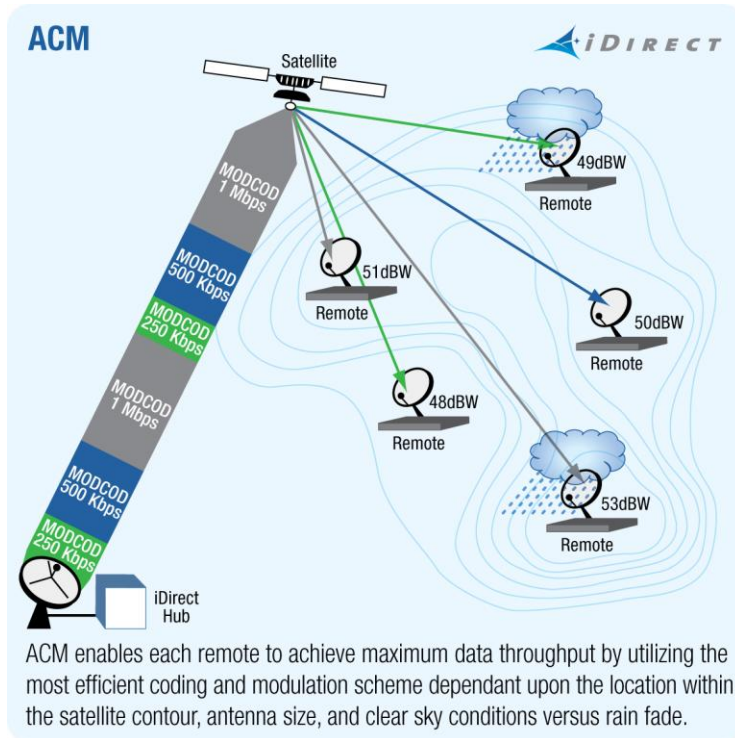 ACM
iDIRECT
Satellite
MODCOD
1 Mbps
MODCOD
500 Kbps
MODCOD
250 Kbps
MODCOD
1 Mbps
MODCOD
500 Kbps
MODCOD
250 Kbps
49dBW
Remote
51dBW
Remote
50dBW
Remote
48dBW
Remote
53dBW
Remote
iDirect
Hub
ACM enables each remote to achieve maximum data throughput by utilizing the
most efficient coding and modulation scheme dependant upon the location within
the satellite contour, antenna size, and clear sky conditions versus rain fade.